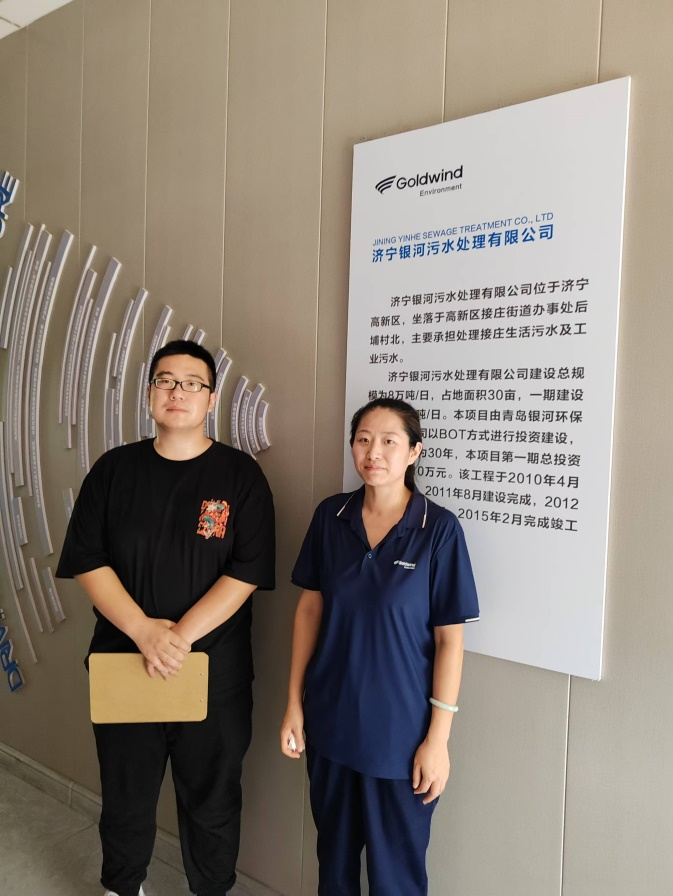 Goldwind
Environment
JINING YINHE SEWAGE TREATMENT CO., LTD
济宁银河污水处理有限公司
济宁银河污水处理有限公司位于济宁
高新区，坐落于高新区接庄街道办事处后
埔村北，主要承担处理接庄生活污水及工
业污水。
济宁银河污水处理有限公司建设总规
模为8万吨/日，占地面积30亩，一期建设
吨/日。本项目由青岛银河环保
司以BOT方式进行投资建设，
为30年，本项目第一期总投资
0万元。该工程于2010年4月
2011年8月建设完成，2012
2015年2月完成竣工
Goldwind